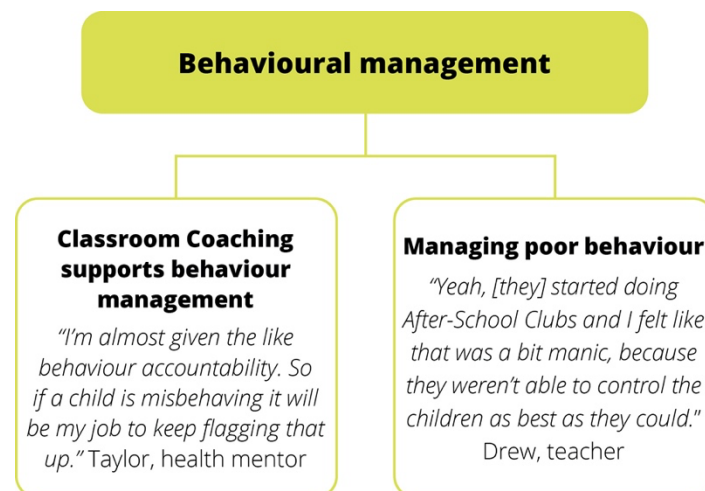 Behavioural management
Classroom Coaching
supports behaviour
management
“I’m almost given the like
behaviour accountability. So
if a child is misbehaving it will
be my job to keep flagging that
up.” Taylor, health mentor
Managing poor behaviour
“Yeah, [they] started doing
After-School Clubs and I felt like
that was a bit manic, because
they weren’t able to control the
children as best as they could.”
Drew, teacher